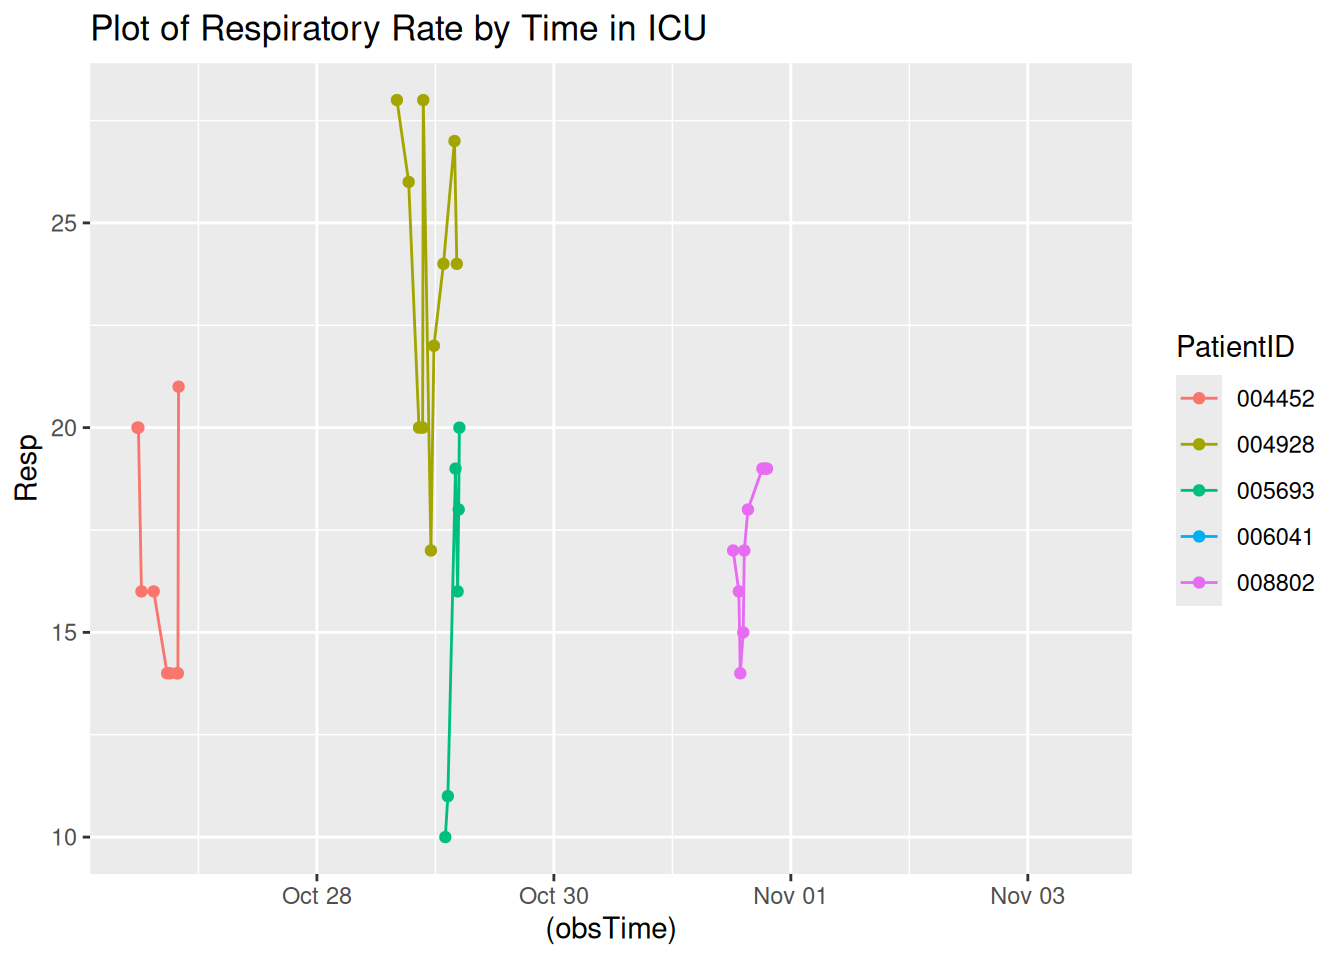 Plot of Respiratory Rate by Time in ICU
25
20
15
10
Resp
Oct 28
Oct 30
Nov 01
Nov 03
(obsTime)
PatientID
004452
004928
005693
006041
008802